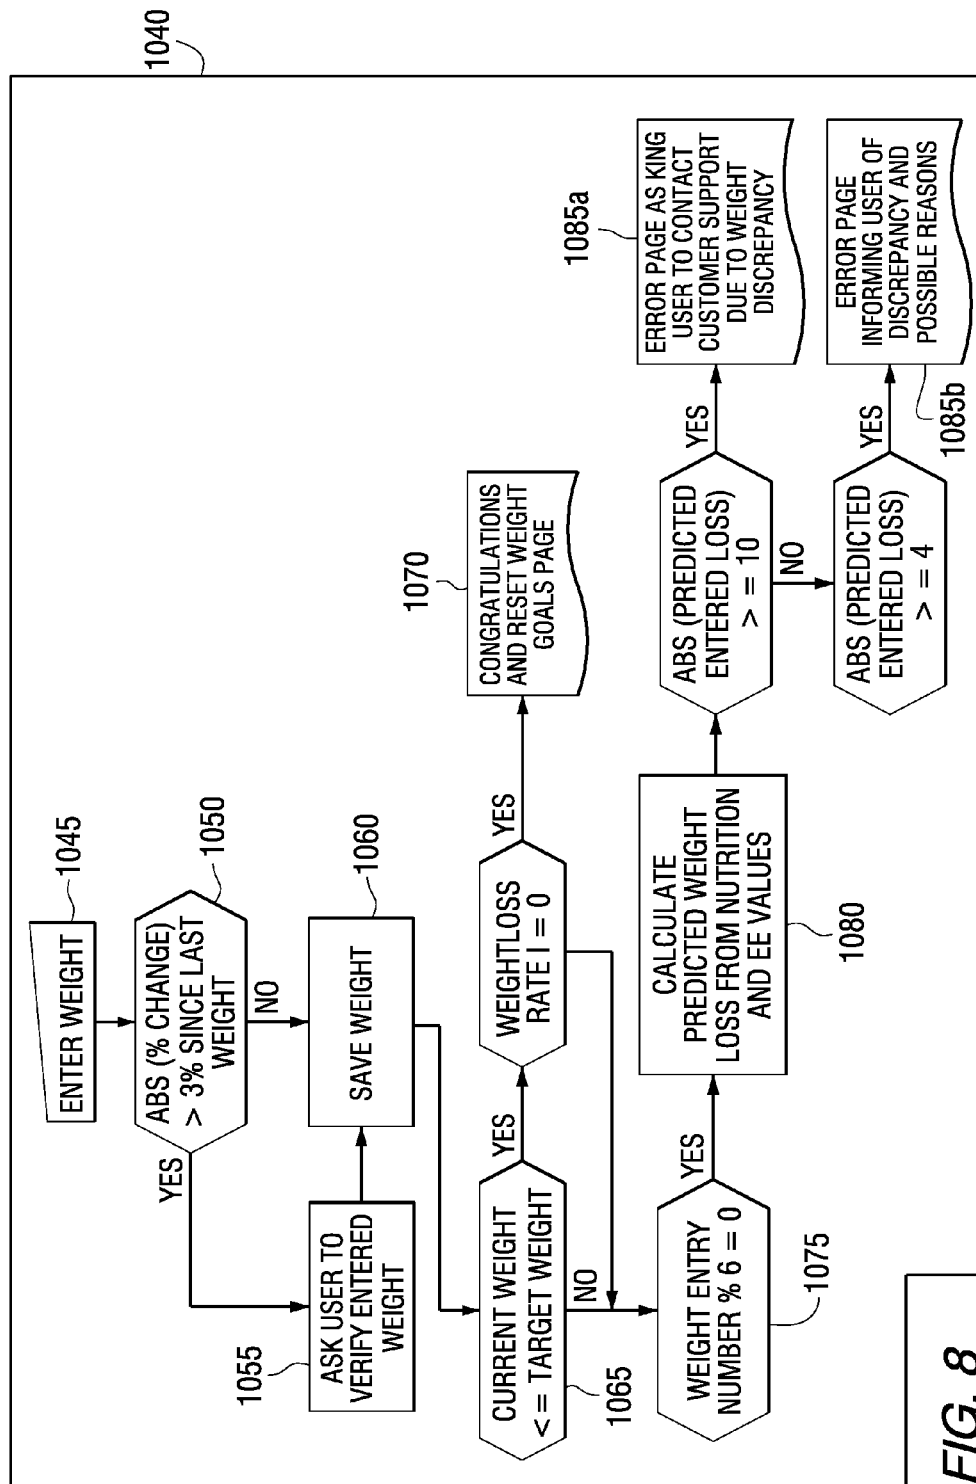 1040
ENTER WEIGHT
1045
ABS (% CHANGE)
> 3% SINCE LAST
WEIGHT
1050
YES
NO
ASK USER TO
VERIFY ENTERED
WEIGHT
1055
SAVE WEIGHT
1060
CURRENT WEIGHT
< = TARGET WEIGHT
1065
YES
NO
WEIGHTLOSS
RATE I = 0
YES
CONGRATULATIONS
AND RESET WEIGHT
GOALS PAGE
1070
WEIGHT ENTRY
NUMBER % 6 = 0
1075
YES
CALCULATE
PREDICTED WEIGHT
LOSS FROM NUTRITION
AND EE VALUES
1080
ABS (PREDICTED
ENTERED LOSS)
> = 10
YES
NO
ERROR PAGE AS KING
USER TO CONTACT
CUSTOMER SUPPORT
DUE TO WEIGHT
DISCREPANCY
1085a
ABS (PREDICTED
ENTERED LOSS)
> = 4
YES
ERROR PAGE
INFORMING USER OF
DISCREPANCY AND
POSSIBLE REASONS
1085b
FIG. 8